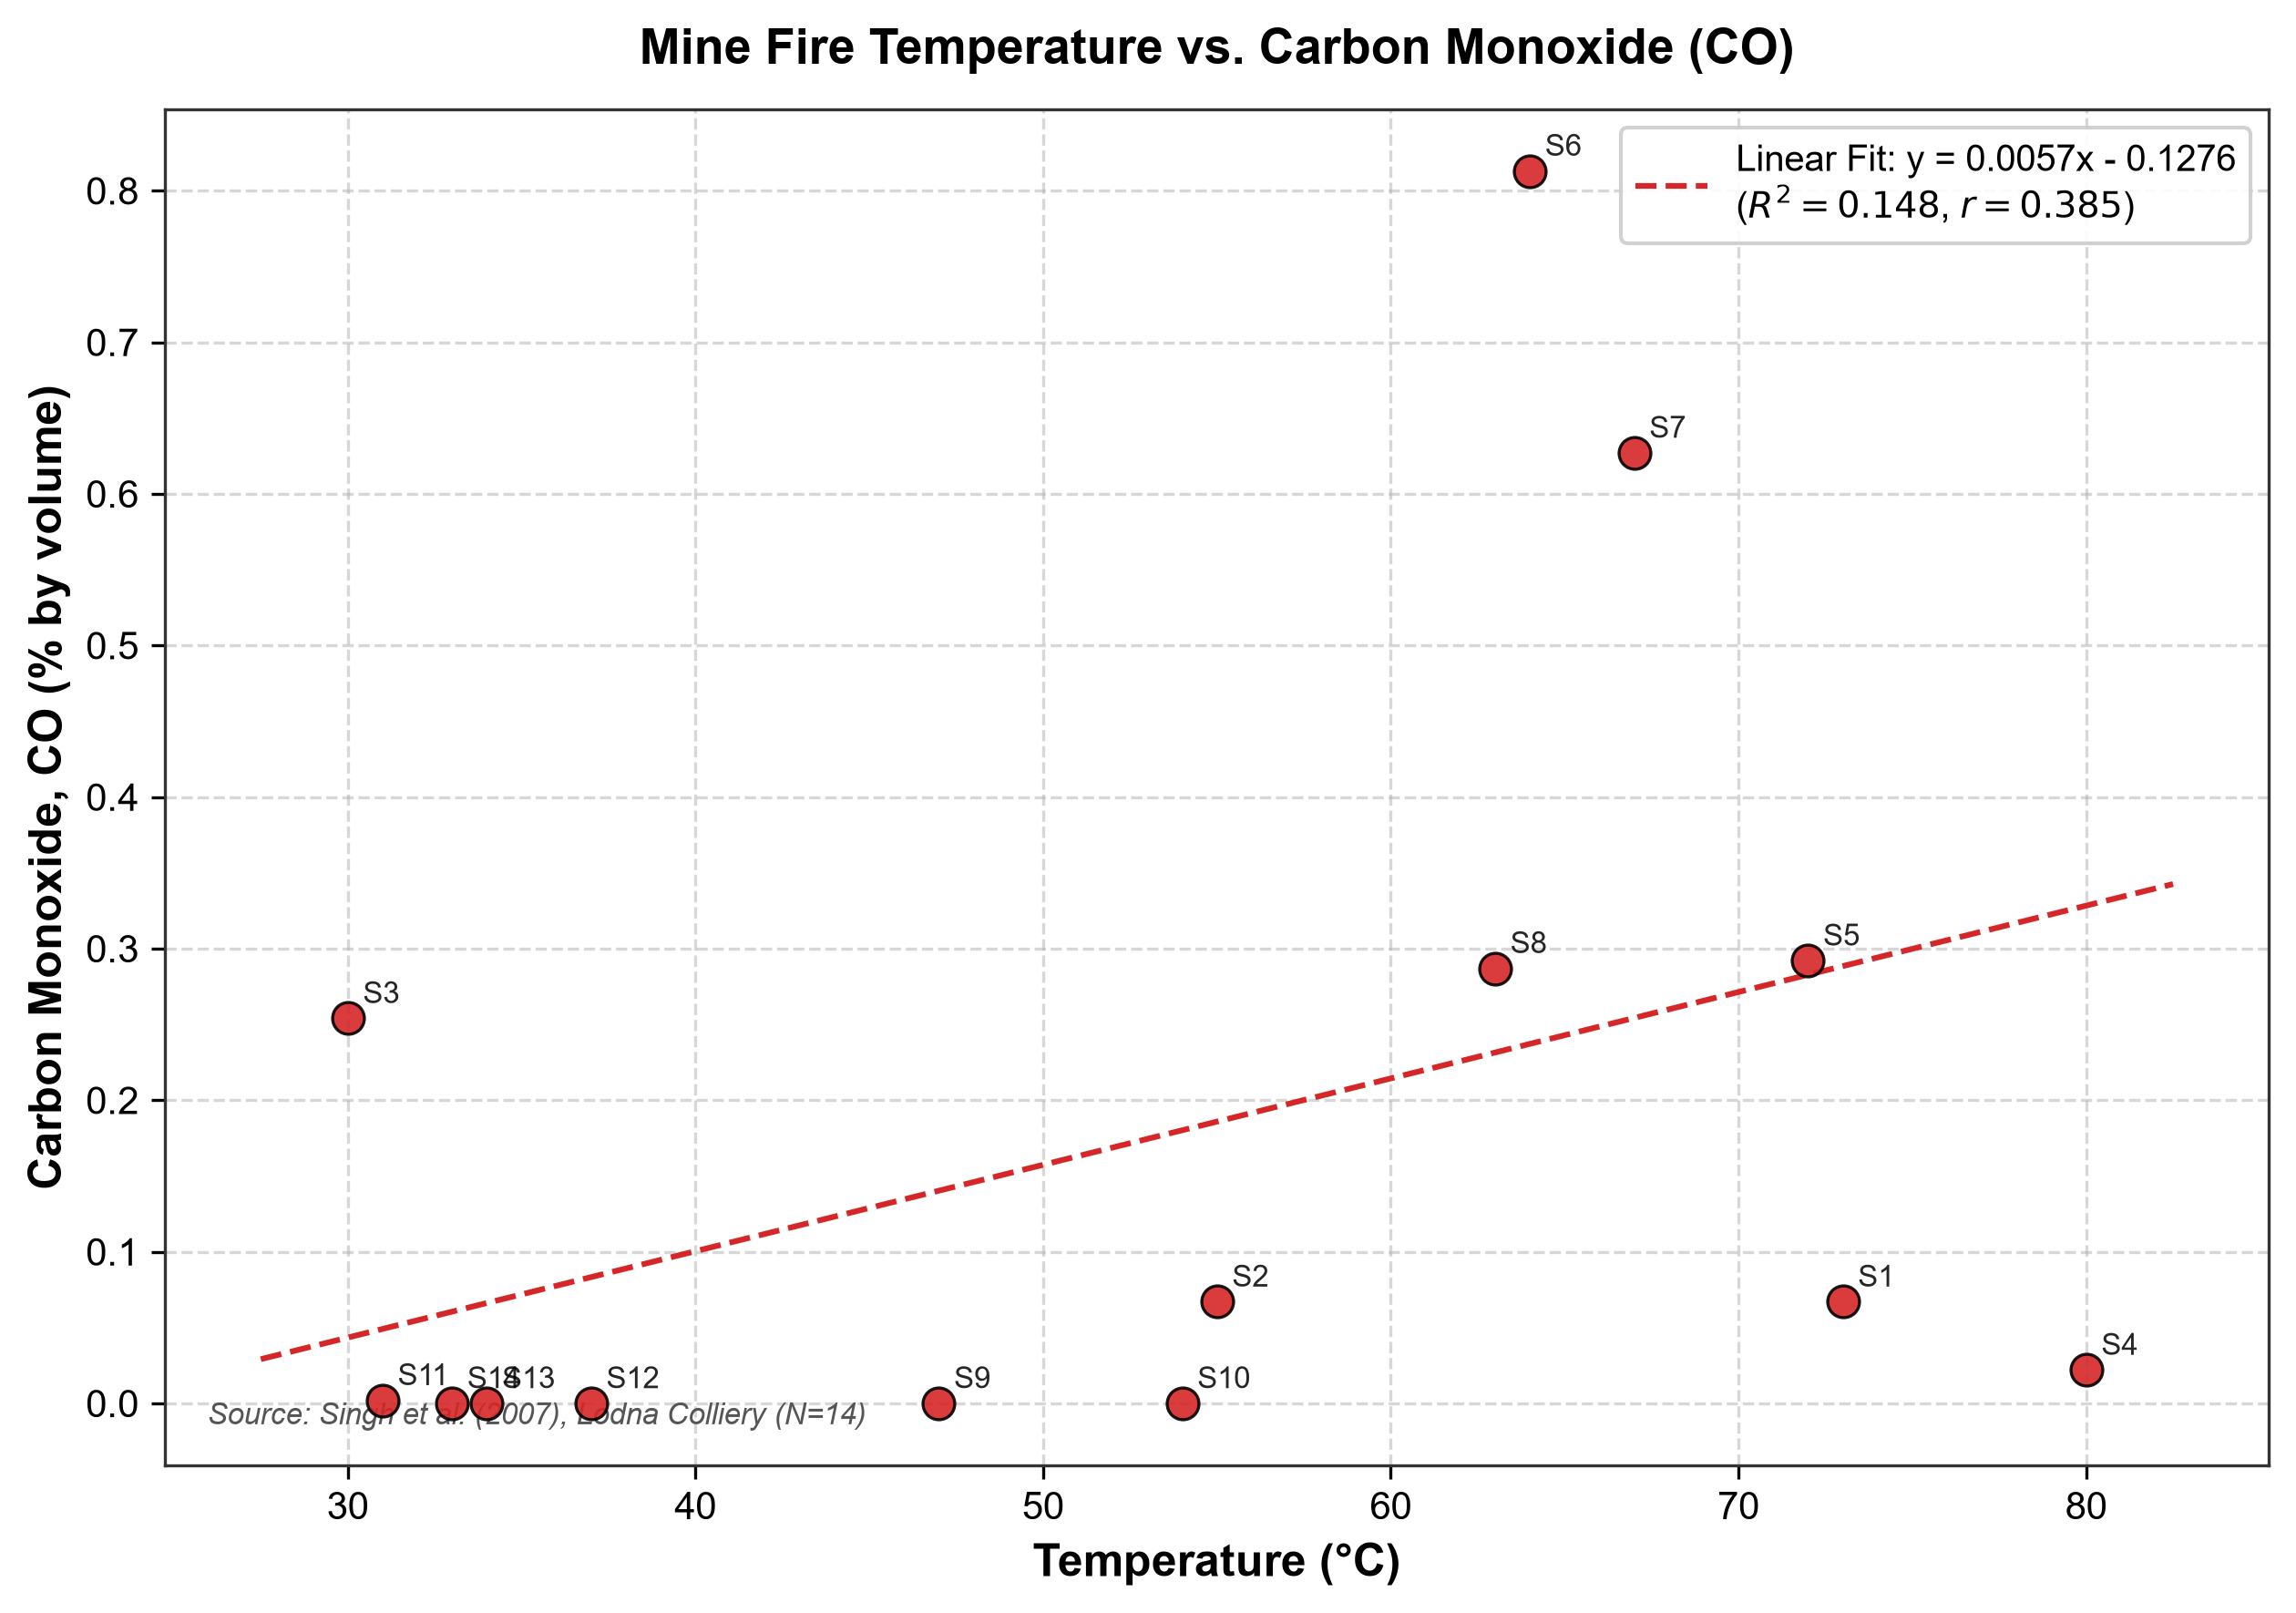 Mine Fire Temperature vs. Carbon Monoxide (CO)
Linear Fit: y = 0.0057x - 0.1276
(R² = 0.148, r = 0.385)
Carbon Monoxide, CO (% by volume)
0.8
0.7
0.6
0.5
0.4
0.3
0.2
0.1
0.0
S6
S7
S8
S5
S3
S2
S1
S4
S11
S14
S13
S12
S9
S10
Source: Singh et al. (2007), Lodna Colliery (N=14)
30
40
50
60
70
80
Temperature (°C)